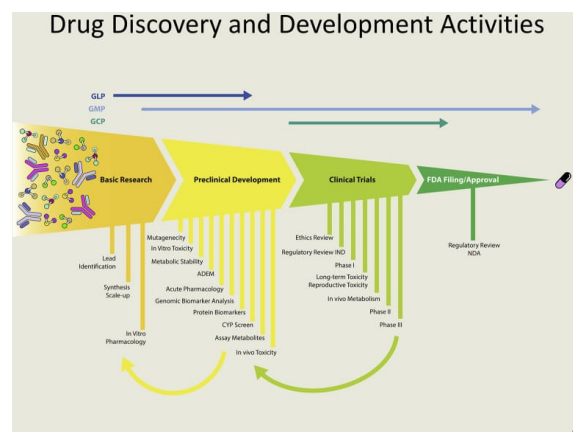 Drug Discovery and Development Activities
GLP
GMP
GCP
Basic Research
Preclinical Development
Clinical Trials
FDA Filing/Approval
Lead
Identification
Synthesis
Scale-up
In Vitro
Pharmacology
Mutagenecity
In Vitro Toxicity
Metabolic Stability
ADEM
Acute Pharmacology
Genomic Biomarker Analysis
Protein Biomarkers
CYP Screen
Assay Metabolites
In vivo Toxicity
Ethics Review
Regulatory Review IND
Phase I
Long-term Toxicity
Reproductive Toxicity
In vivo Metabolism
Phase II
Phase III
Regulatory Review
NDA